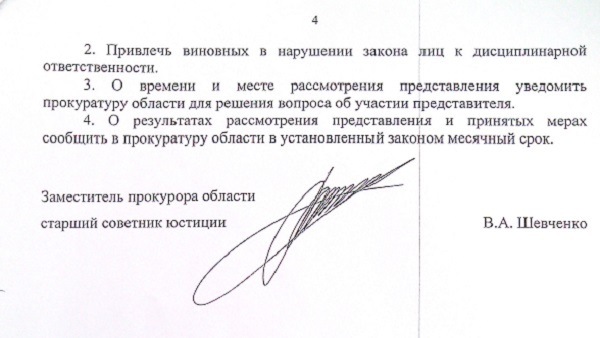 4
2. Привлечь виновных в нарушении закона лиц к дисциплинарной
ответственности.
3. О времени и месте рассмотрения представления уведомить
прокуратуру области для решения вопроса об участии представителя.
4. О результатах рассмотрения представления и принятых мерах
сообщить в прокуратуру области в установленный законом месячный срок.
Заместитель прокурора области
старший советник юстиции В.А. Шевченко